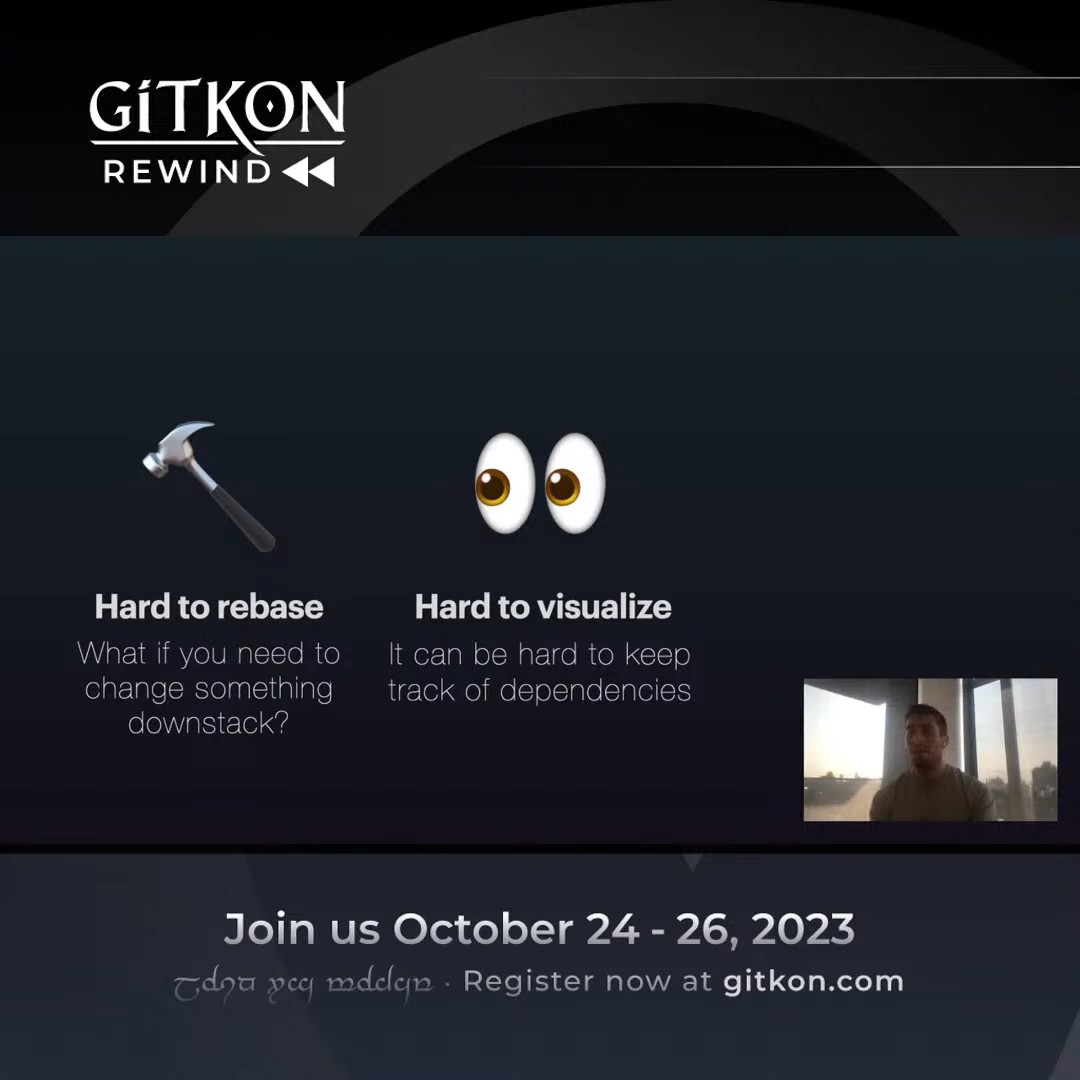 GiTKON
REWIND
Hard to rebase
What if you need to
change something
downstack?
Hard to visualize
It can be hard to keep
track of dependencies
Join us October 24 - 26, 2023
· Register now at gitkon.com